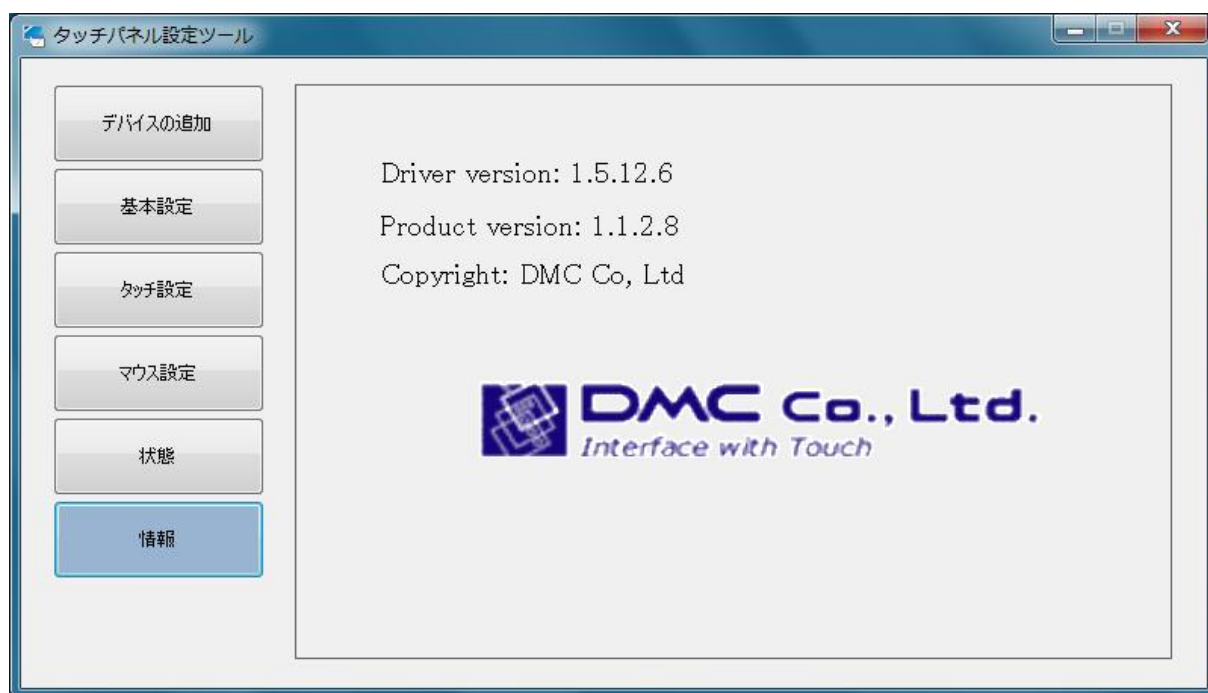 タッチパネル設定ツール
デバイスの追加
基本設定
タッチ設定
マウス設定
状態
情報
Driver version: 1.5.12.6
Product version: 1.1.2.8
Copyright: DMC Co, Ltd
DMC Co., Ltd.
Interface with Touch